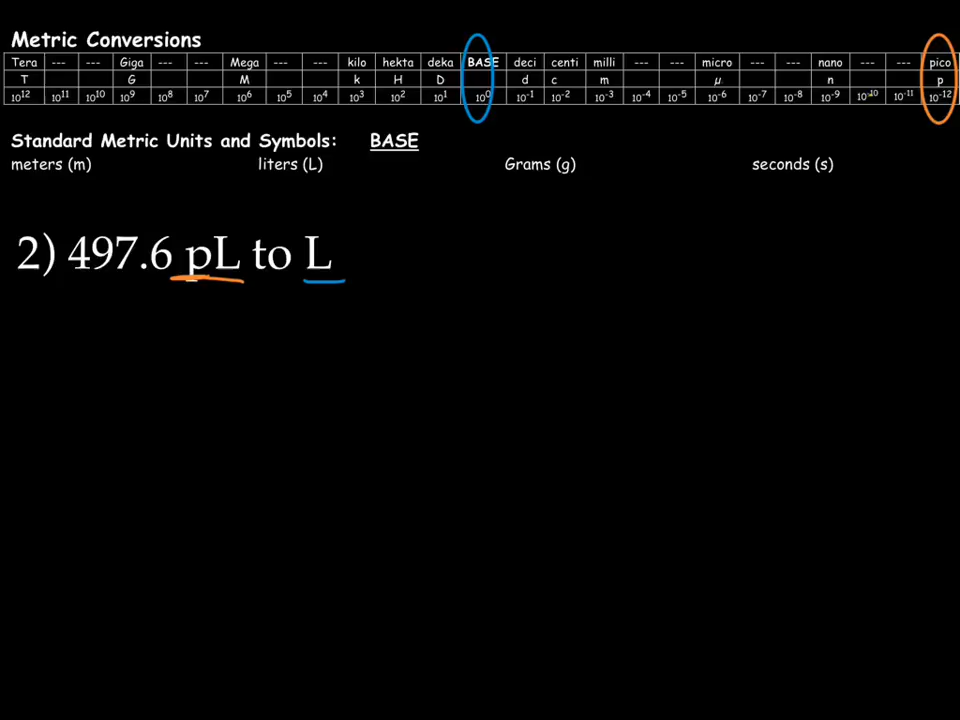 Metric Conversions
Tera --- --- Giga --- --- Mega --- --- kilo hekta deka BASE deci centi milli --- --- micro --- --- nano --- --- pico
T G M k H D d c m µ n p
10¹² 10¹¹ 10¹⁰ 10⁹ 10⁸ 10⁷ 10⁶ 10⁵ 10⁴ 10³ 10² 10¹ 10⁰ 10⁻¹ 10⁻² 10⁻³ 10⁻⁴ 10⁻⁵ 10⁻⁶ 10⁻⁷ 10⁻⁸ 10⁻⁹ 10⁻¹⁰ 10⁻¹¹ 10⁻¹²
Standard Metric Units and Symbols: BASE
meters (m) liters (L) Grams (g) seconds (s)
2) 497.6 pL to L